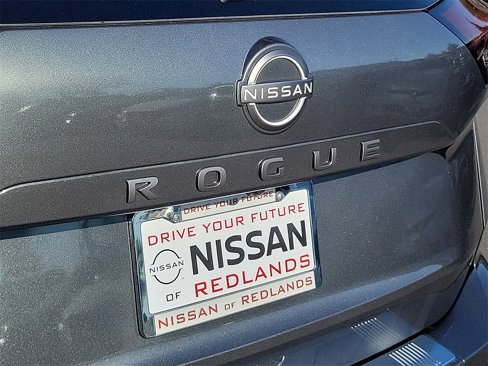 NISSAN
ROGUE
DRIVE YOUR FUTURE
DRIVE YOUR FUTURE
NISSAN
NISSAN
OF REDLANDS
NISSAN OF REDLANDS